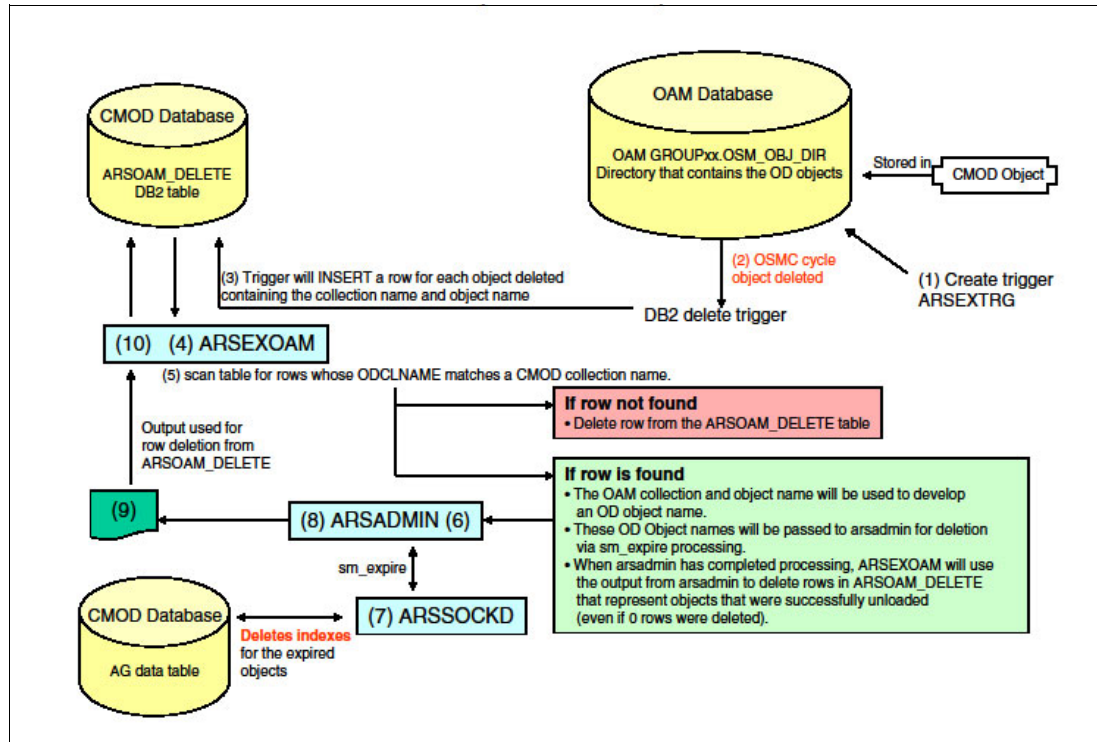 CMOD Database
ARSOAM_DELETE
DB2 table
OAM Database
OAM GROUPxx.OSM_OBJ_DIR
Directory that contains the OD objects
Stored in
CMOD Object
(2) OSMC cycle
object deleted
(1) Create trigger
ARSEXTRG
(3) Trigger will INSERT a row for each object deleted
containing the collection name and object name
DB2 delete trigger
(10) (4) ARSEXOAM
(5) scan table for rows whose ODCLNAME matches a CMOD collection name.
If row not found
• Delete row from the ARSOAM_DELETE table
Output used for
row deletion from
ARSOAM_DELETE
If row is found
• The OAM collection and object name will be used to develop
an OD object name.
• These OD Object names will be passed to arsadmin for deletion
via sm_expire processing.
• When arsadmin has completed processing, ARSEXOAM will use
the output from arsadmin to delete rows in ARSOAM_DELETE
that represent objects that were successfully unloaded
(even if 0 rows were deleted).
(9)
(8) ARSADMIN (6)
sm_expire
(7) ARSSOCKD
CMOD Database
AG data table
Deletes indexes
for the expired
objects